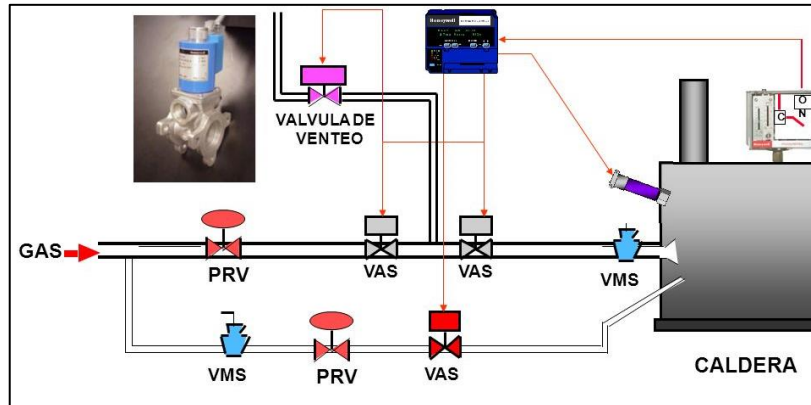 Honeywell
VALVULA DE
VENTEO
O
N
C
GAS
PRV
VAS
VAS
VMS
VMS
PRV
VAS
CALDERA